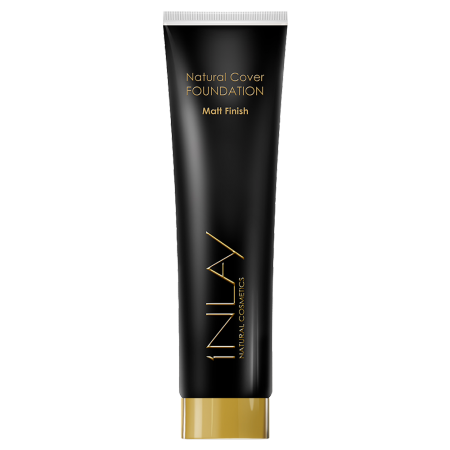 Natural Cover
FOUNDATION
Matt Finish
INLAY
NATURAL COSMETICS